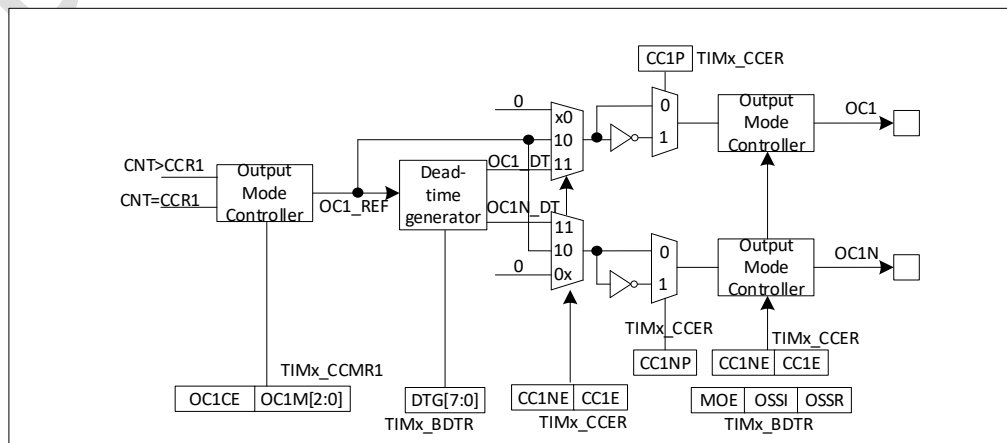 CC1P TIMx_CCER
0
x0
10
11
0
1
Output Mode Controller
OC1
CNT>CCR1
CNT=CCR1
Output Mode Controller
OC1_REF
Dead-time generator
OC1_DT
OC1N_DT
11
10
0x
0
0
1
Output Mode Controller
OC1N
TIMx_CCER
CC1NP
TIMx_CCER
CC1NE CC1E
TIMx_CCMR1
OC1CE OC1M[2:0]
DTG[7:0]
TIMx_BDTR
CC1NE CC1E
TIMx_CCER
MOE OSSI OSSR
TIMx_BDTR